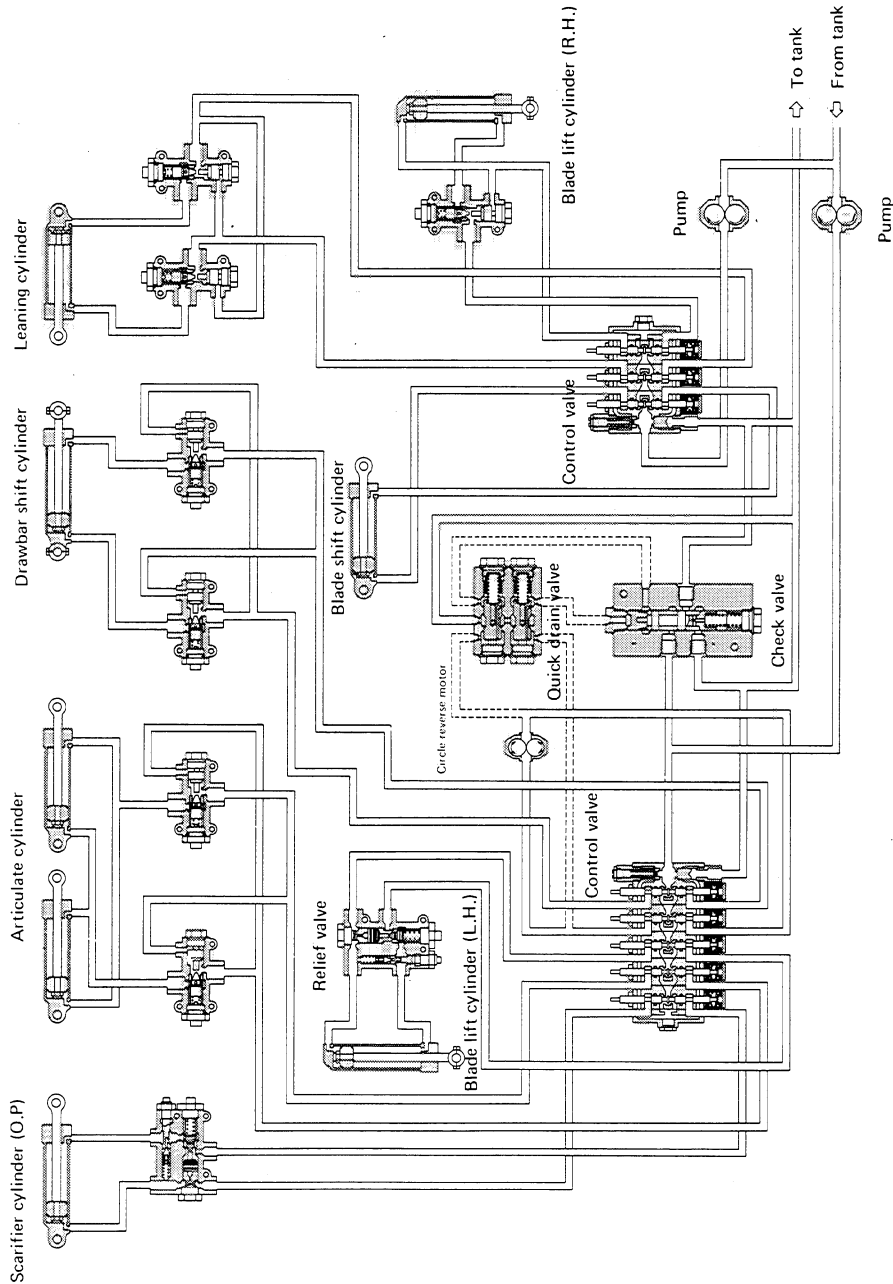 Scarifier cylinder (O.P)
Articulate cylinder
Drawbar shift cylinder
Leaning cylinder
Relief valve
Blade lift cylinder (L.H.)
Blade shift cylinder
Blade lift cylinder (R.H.)
Circle reverse motor
Quick drain valve
Control valve
Control valve
Check valve
Pump
Pump
To tank
From tank